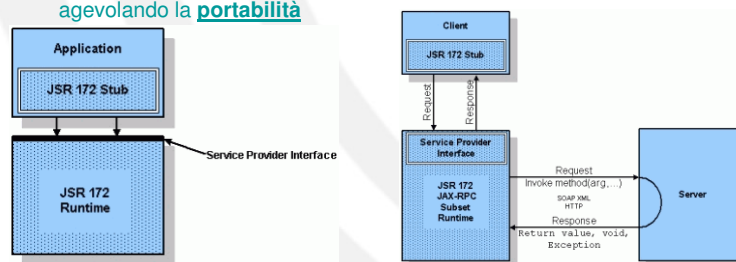 agevolando la portabilità
Application
JSR 172 Stub
Service Provider Interface
JSR 172
Runtime
Client
JSR 172 Stub
Request
Response
Service Provider
Interface
JSR 172
JAX-RPC
Subset
Runtime
Request
Invoke method(arg,...)
SOAP XML
HTTP
Response
Return value, void,
Exception
Server